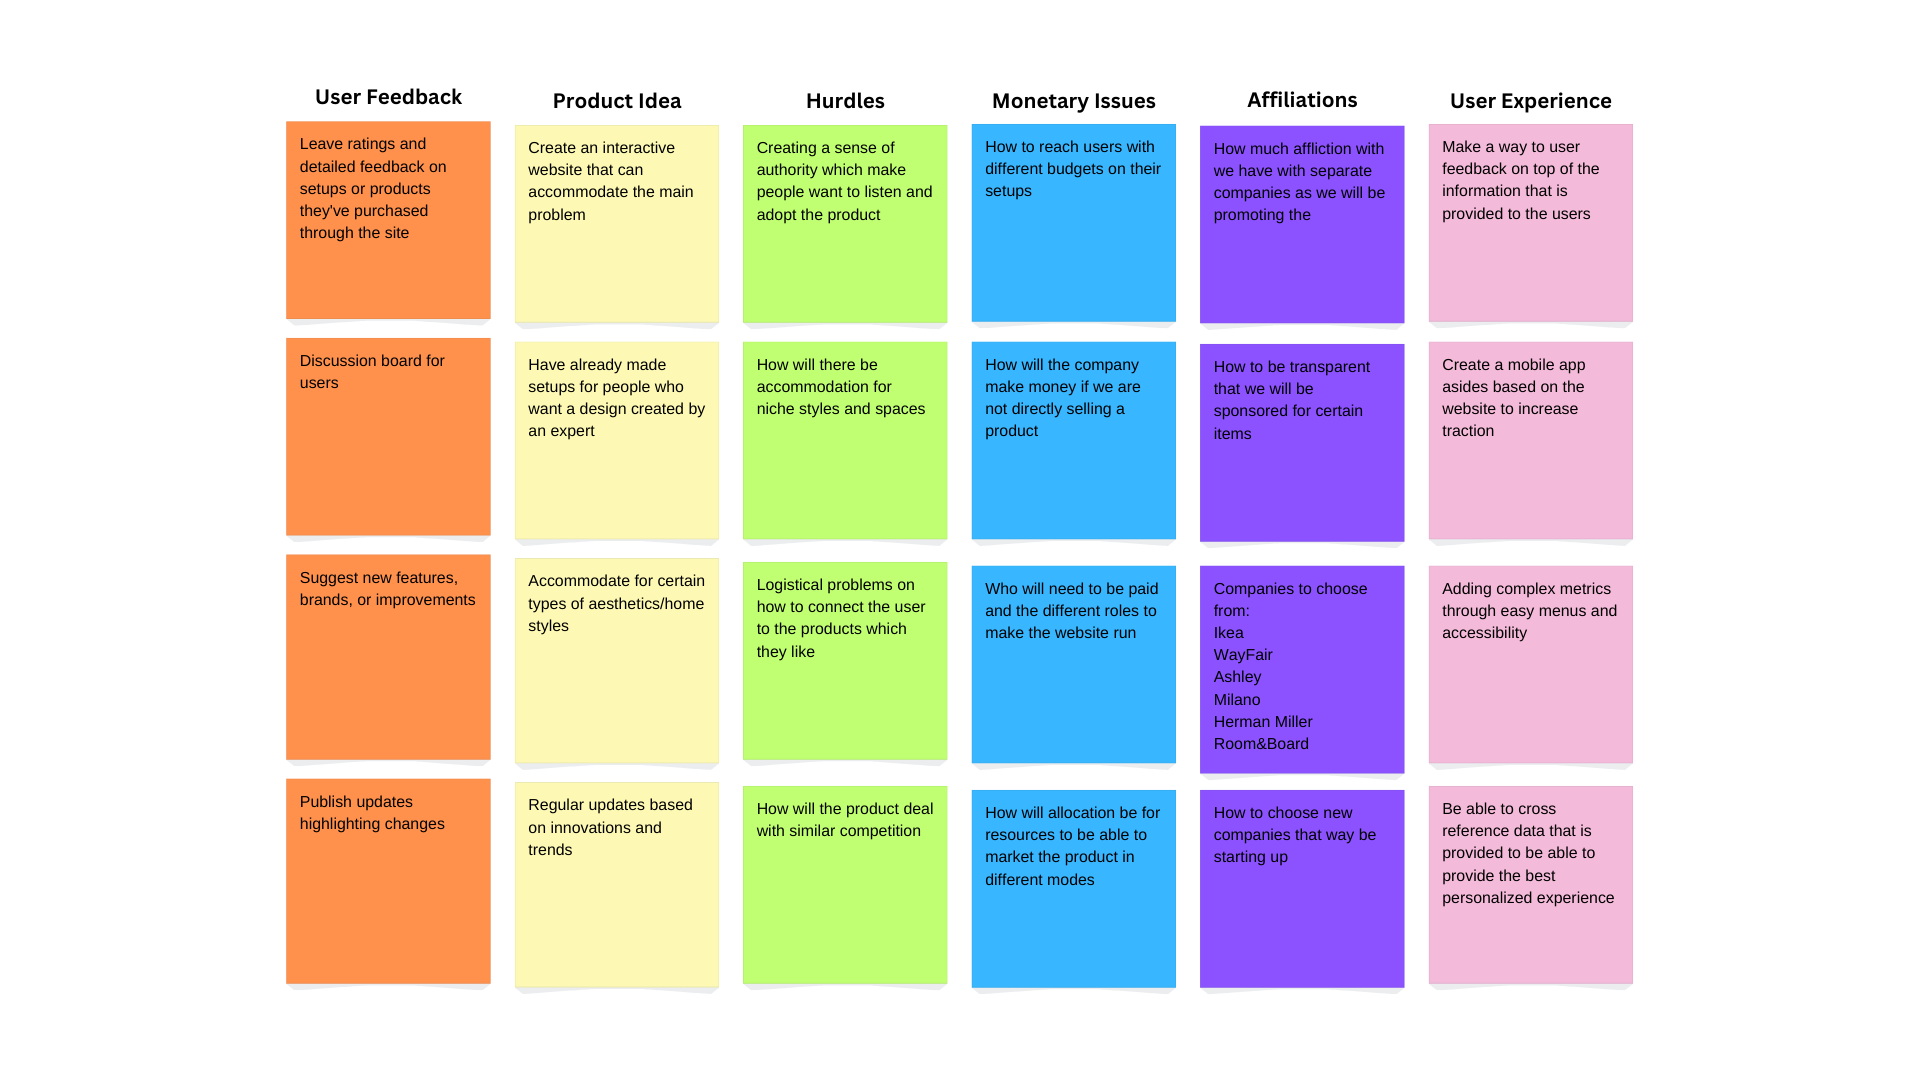 User Feedback
Leave ratings and
detailed feedback on
setups or products
they've purchased
through the site
Discussion board for
users
Suggest new features,
brands, or improvements
Publish updates
highlighting changes
Product Idea
Create an interactive
website that can
accommodate the main
problem
Have already made
setups for people who
want a design created by
an expert
Accommodate for certain
types of aesthetics/home
styles
Regular updates based
on innovations and
trends
Hurdles
Creating a sense of
authority which make
people want to listen and
adopt the product
How will there be
accommodation for
niche styles and spaces
Logistical problems on
how to connect the user
to the products which
they like
How will the product deal
with similar competition
Monetary Issues
How to reach users with
different budgets on their
setups
How will the company
make money if we are
not directly selling a
product
Who will need to be paid
and the different roles to
make the website run
How will allocation be for
resources to be able to
market the product in
different modes
Affiliations
How much affliction with
we have with separate
companies as we will be
promoting the
How to be transparent
that we will be
sponsored for certain
items
Companies to choose
from:
Ikea
WayFair
Ashley
Milano
Herman Miller
Room&Board
How to choose new
companies that way be
starting up
User Experience
Make a way to user
feedback on top of the
information that is
provided to the users
Create a mobile app
asides based on the
website to increase
traction
Adding complex metrics
through easy menus and
accessibility
Be able to cross
reference data that is
provided to be able to
provide the best
personalized experience